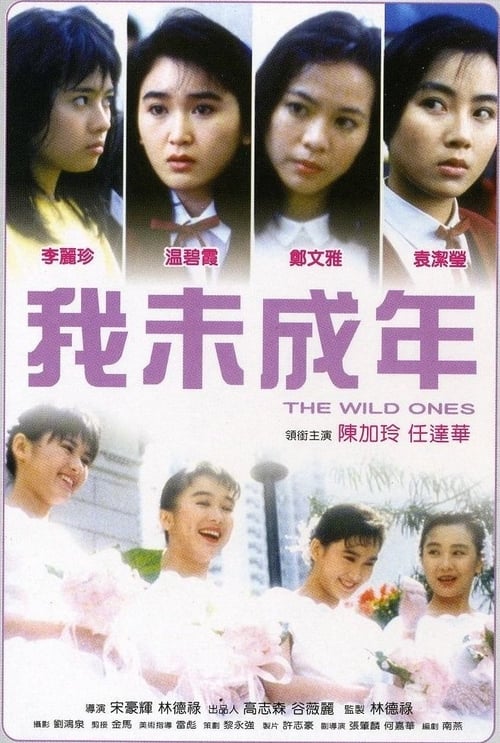 李麗珍 溫碧霞 鄭文雅 袁潔瑩
我未成年
THE WILD ONES
領銜主演 陳加玲 任達華
導演 宋豪輝 林德祿 出品人 高志森 谷薇麗 監製 林德祿
攝影 劉鴻泉 剪接 金馬 美術指導 雷彪 策劃 黎永強 製片 許志豪 副導演 張肇麟 何嘉華 編劇 南燕